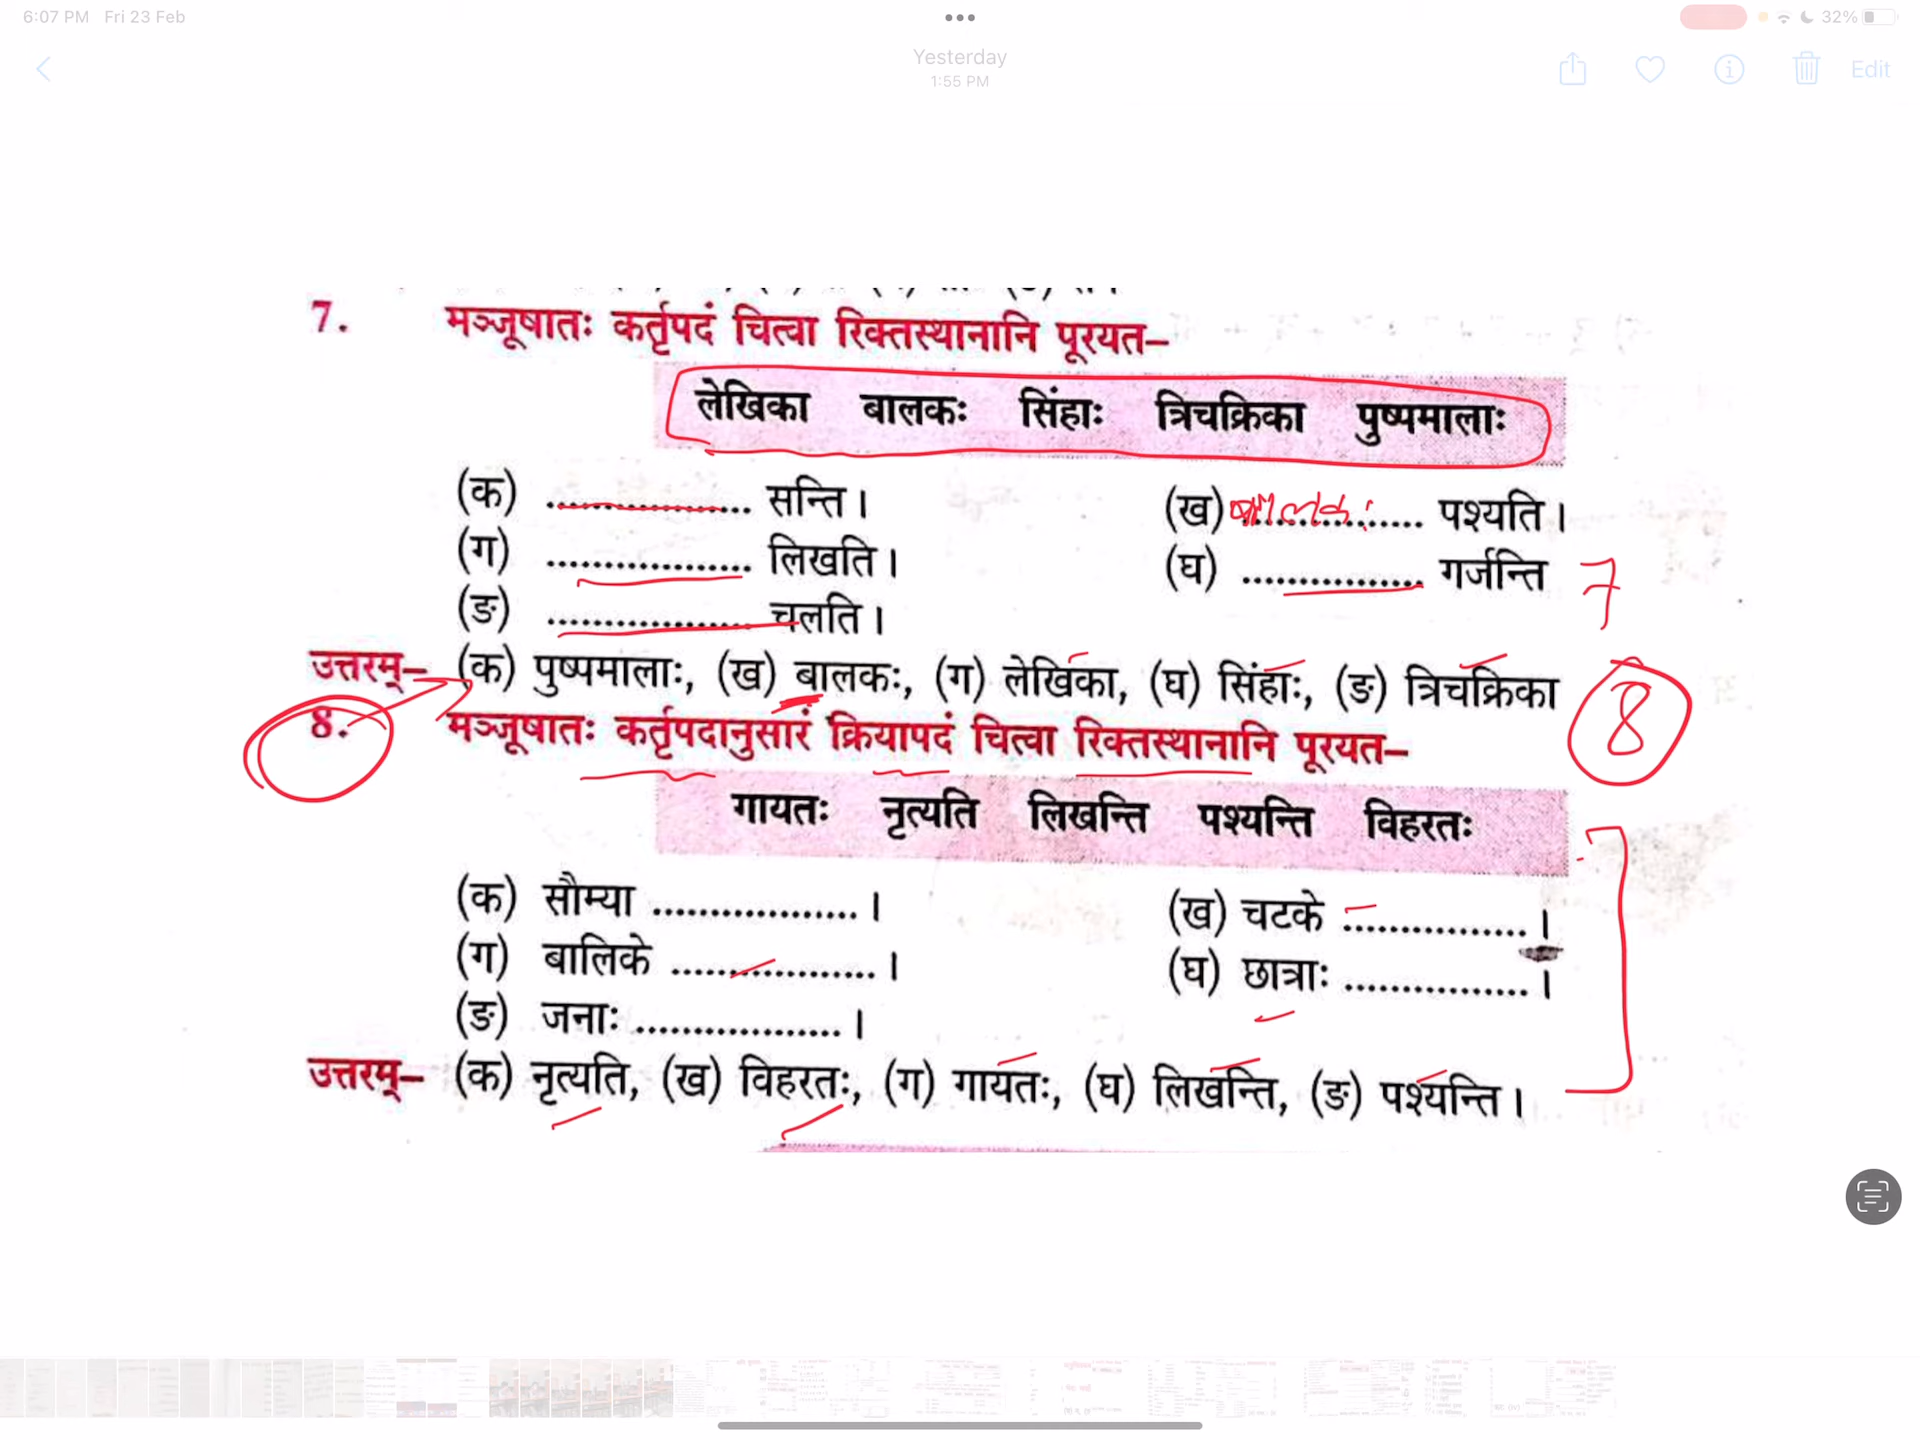 6:07 PM Fri 23 Feb
32%
Yesterday
1:55 PM
Edit
7. मञ्जूषातः कर्तृपदं चित्वा रिक्तस्थानानि पूरयत–
लेखिका बालकः सिंहाः त्रिचक्रिका पुष्पमालाः
(क) .................. सन्ति। (ख) बालकः ................ पश्यति।
(ग) .................. लिखति। (घ) ................ गर्जन्ति 7
(ङ) .................. चलति।
उत्तरम्– (क) पुष्पमालाः, (ख) बालकः, (ग) लेखिका, (घ) सिंहाः, (ङ) त्रिचक्रिका
8. मञ्जूषातः कर्तृपदानुसारं क्रियापदं चित्वा रिक्तस्थानानि पूरयत– 8
गायतः नृत्यति लिखन्ति पश्यन्ति विहरतः
(क) सौम्या ..................। (ख) चटके ................।
(ग) बालिके ..................। (घ) छात्राः ................।
(ङ) जनाः ..................।
उत्तरम्– (क) नृत्यति, (ख) विहरतः, (ग) गायतः, (घ) लिखन्ति, (ङ) पश्यन्ति।